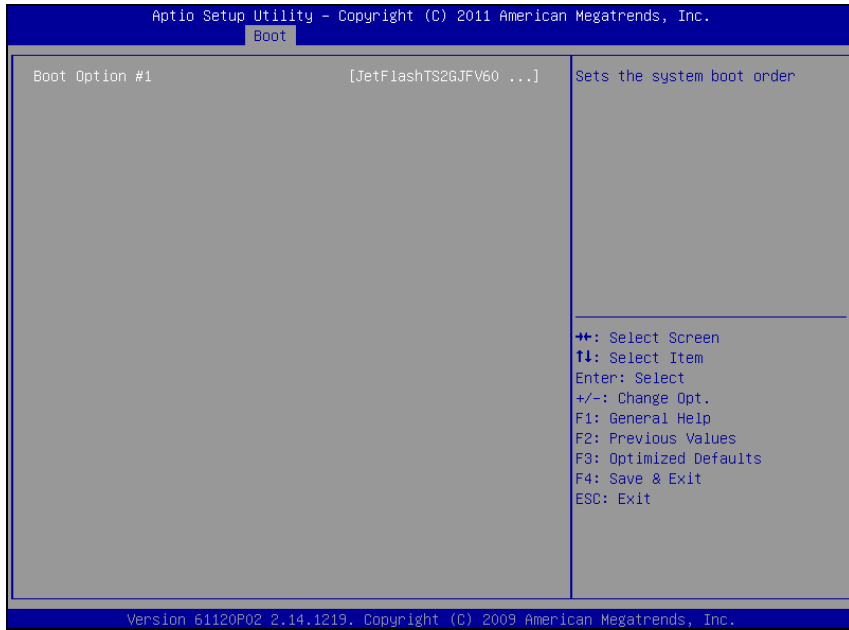 Aptio Setup Utility – Copyright (C) 2011 American Megatrends, Inc.
Boot
Boot Option #1 [JetFlashTS2GJFV60 ...]
Sets the system boot order
→←: Select Screen
↑↓: Select Item
Enter: Select
+/-: Change Opt.
F1: General Help
F2: Previous Values
F3: Optimized Defaults
F4: Save & Exit
ESC: Exit
Version 61120P02 2.14.1219. Copyright (C) 2009 American Megatrends, Inc.